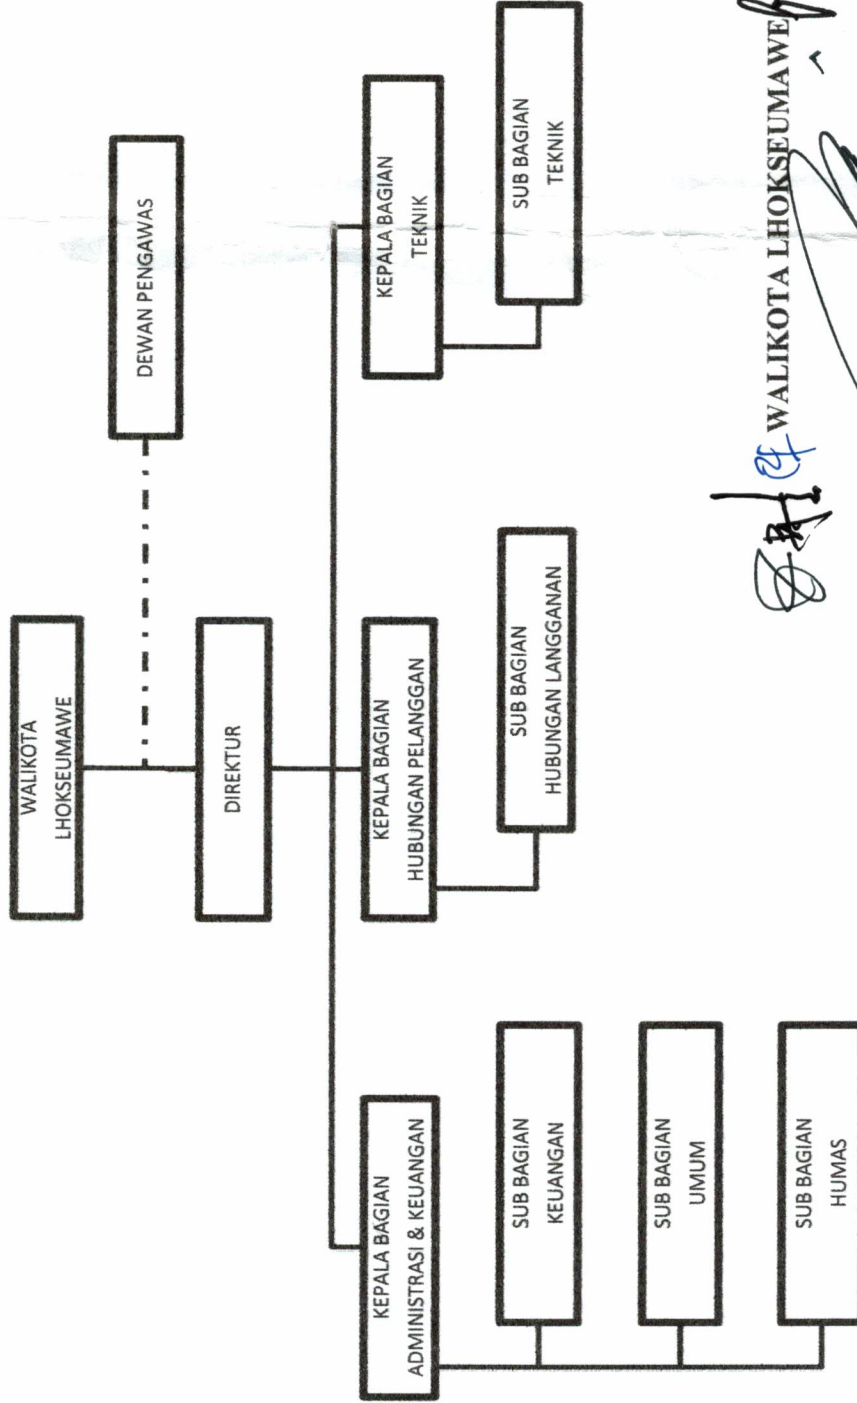 WALIKOTA
LHOKSEUMAWE
DEWAN PENGAWAS
DIREKTUR
KEPALA BAGIAN
ADMINISTRASI & KEUANGAN
KEPALA BAGIAN
HUBUNGAN PELANGGAN
KEPALA BAGIAN
TEKNIK
SUB BAGIAN
KEUANGAN
SUB BAGIAN
HUBUNGAN LANGGANAN
SUB BAGIAN
TEKNIK
SUB BAGIAN
UMUM
SUB BAGIAN
HUMAS
WALIKOTA LHOKSEUMAWE